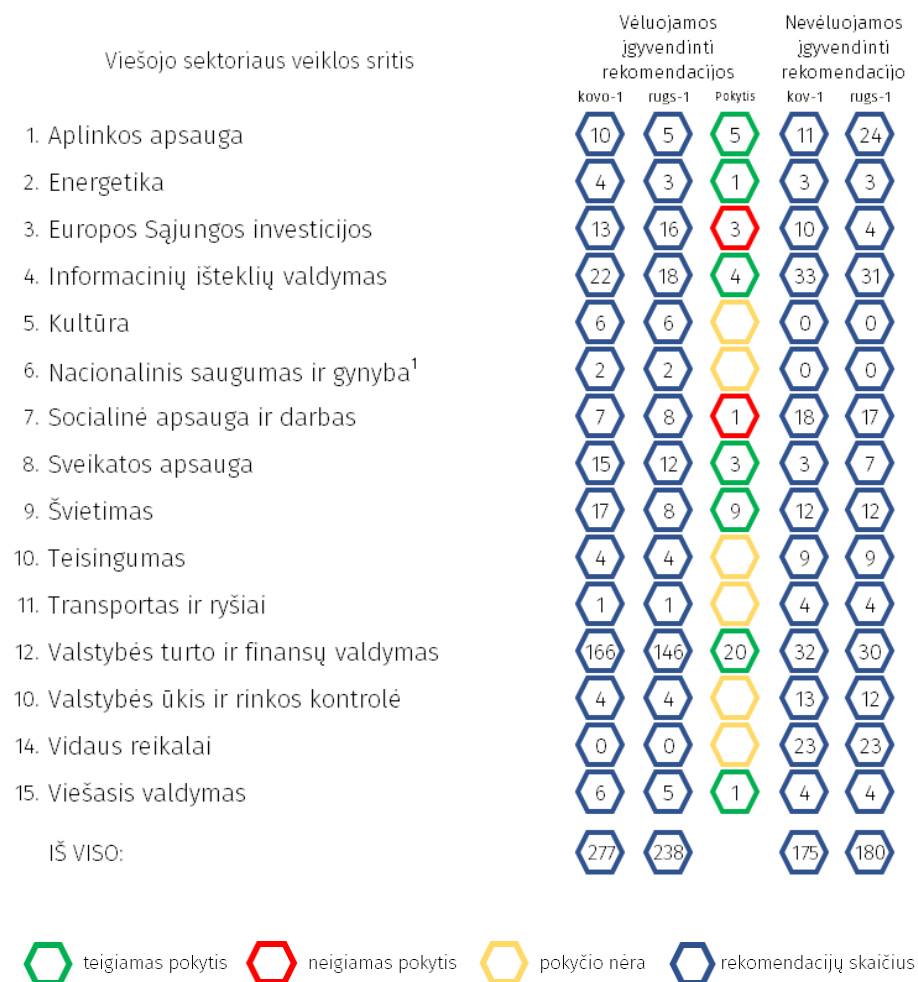 Viešojo sektoriaus veiklos sritis
Vėluojamos
įgyvendinti
rekomendacijos
Nevėluojamos
įgyvendinti
rekomendacijo
kovo-1 rugs-1 Pokytis kov-1 rugs-1
1. Aplinkos apsauga 10 5 5 11 24
2. Energetika 4 3 1 3 3
3. Europos Sąjungos investicijos 13 16 3 10 4
4. Informacinių išteklių valdymas 22 18 4 33 31
5. Kultūra 6 6 0 0
6. Nacionalinis saugumas ir gynyba1 2 2 0 0
7. Socialinė apsauga ir darbas 7 8 1 18 17
8. Sveikatos apsauga 15 12 3 3 7
9. Švietimas 17 8 9 12 12
10. Teisingumas 4 4 9 9
11. Transportas ir ryšiai 1 1 4 4
12. Valstybės turto ir finansų valdymas 166 146 20 32 30
10. Valstybės ūkis ir rinkos kontrolė 4 4 13 12
14. Vidaus reikalai 0 0 23 23
15. Viešasis valdymas 6 5 1 4 4
IŠ VISO: 277 238 175 180
teigiamas pokytis neigiamas pokytis pokyčio nėra rekomendacijų skaičius